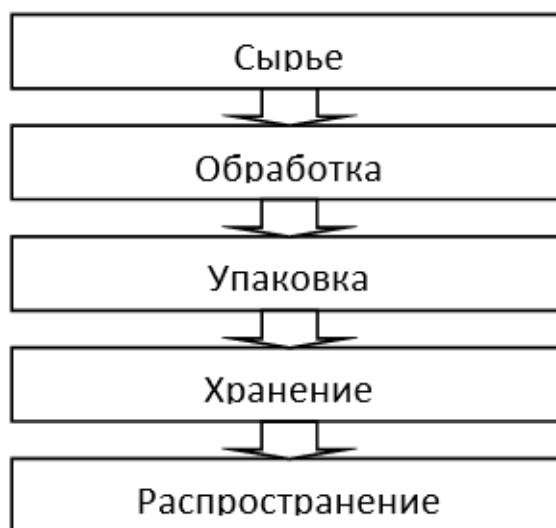 Сырье
Обработка
Упаковка
Хранение
Распространение